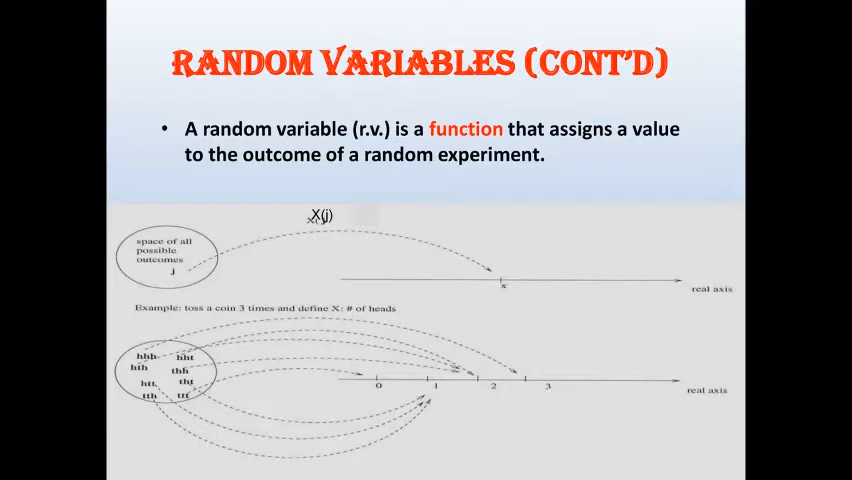 RANDOM VARIABLES (CONT'D)
• A random variable (r.v.) is a function that assigns a value
to the outcome of a random experiment.
X(j)
space of all
possible
outcomes
j
x
real axis
Example: toss a coin 3 times and define X: # of heads
hhh hht
hth thh
htt tht
tth ttt
0 1 2 3
real axis